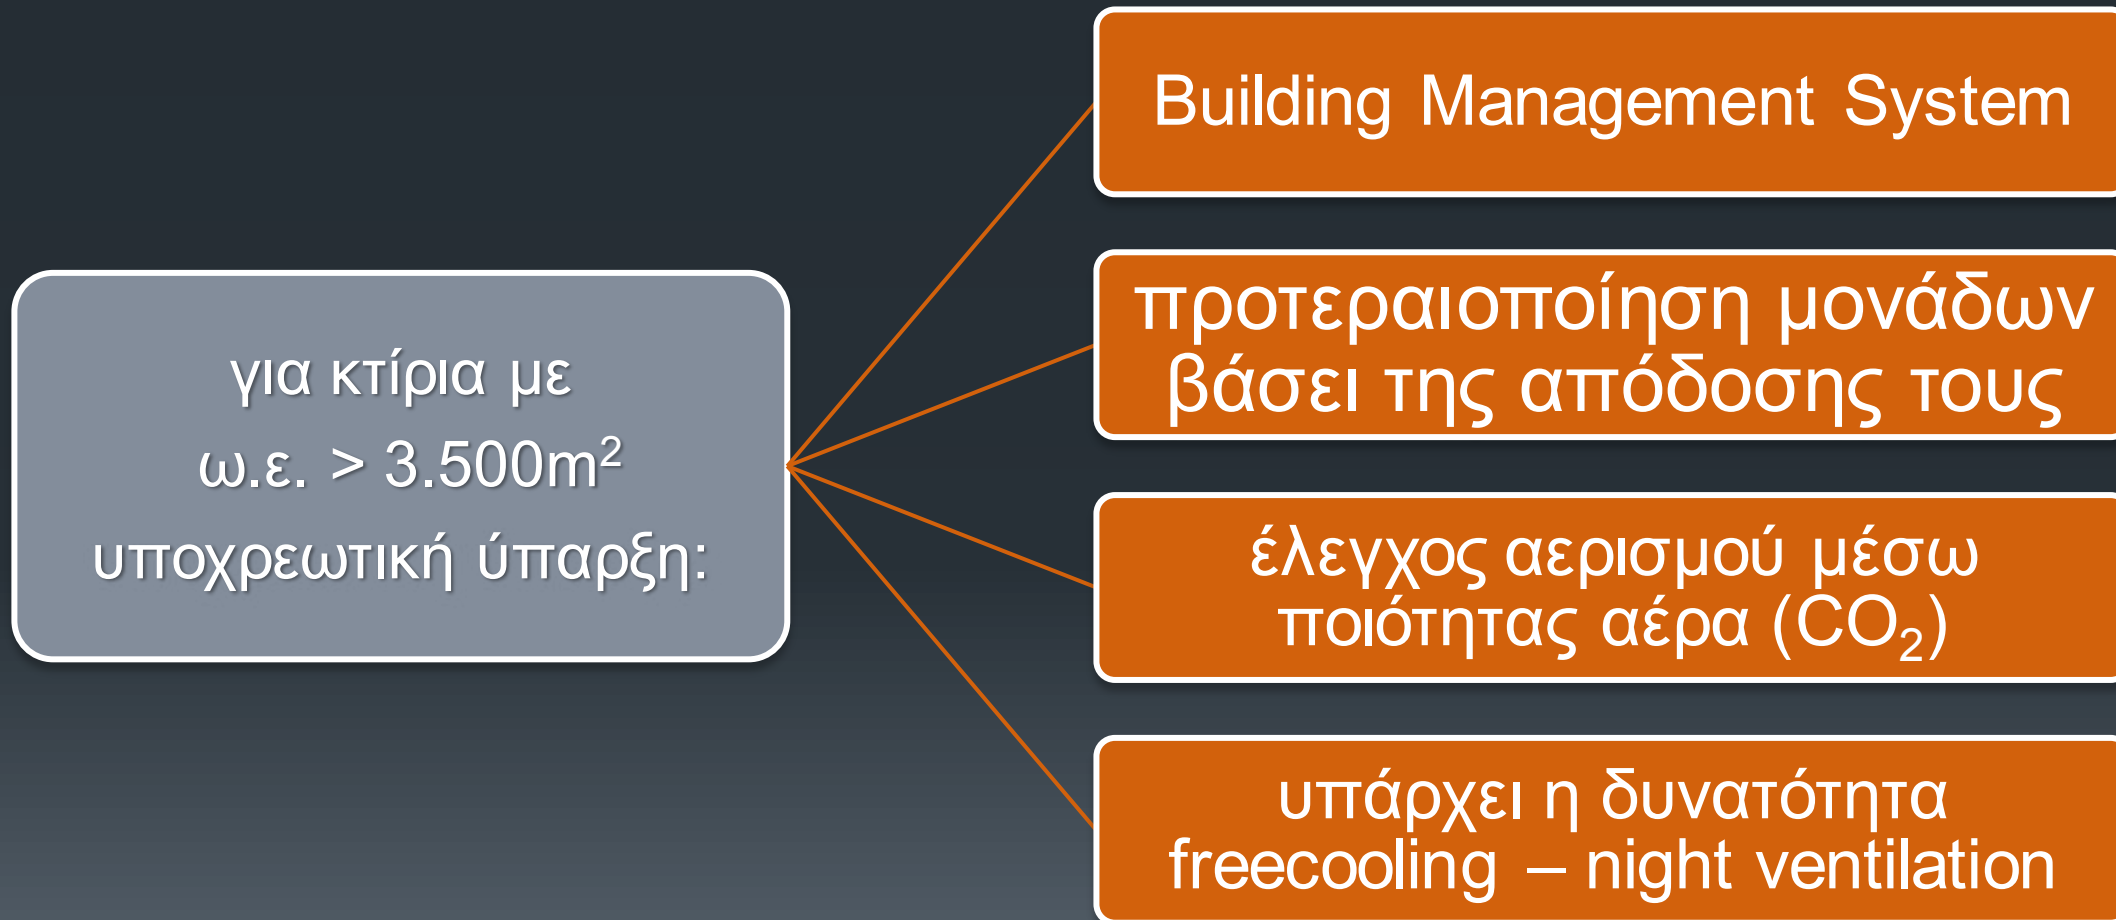 για κτίρια με
ω.ε. > 3.500m²
υποχρεωτική ύπαρξη:
Building Management System
προτεραιοποίηση μονάδων
βάσει της απόδοσης τους
έλεγχος αερισμού μέσω
ποιότητας αέρα (CO₂)
υπάρχει η δυνατότητα
freecooling – night ventilation